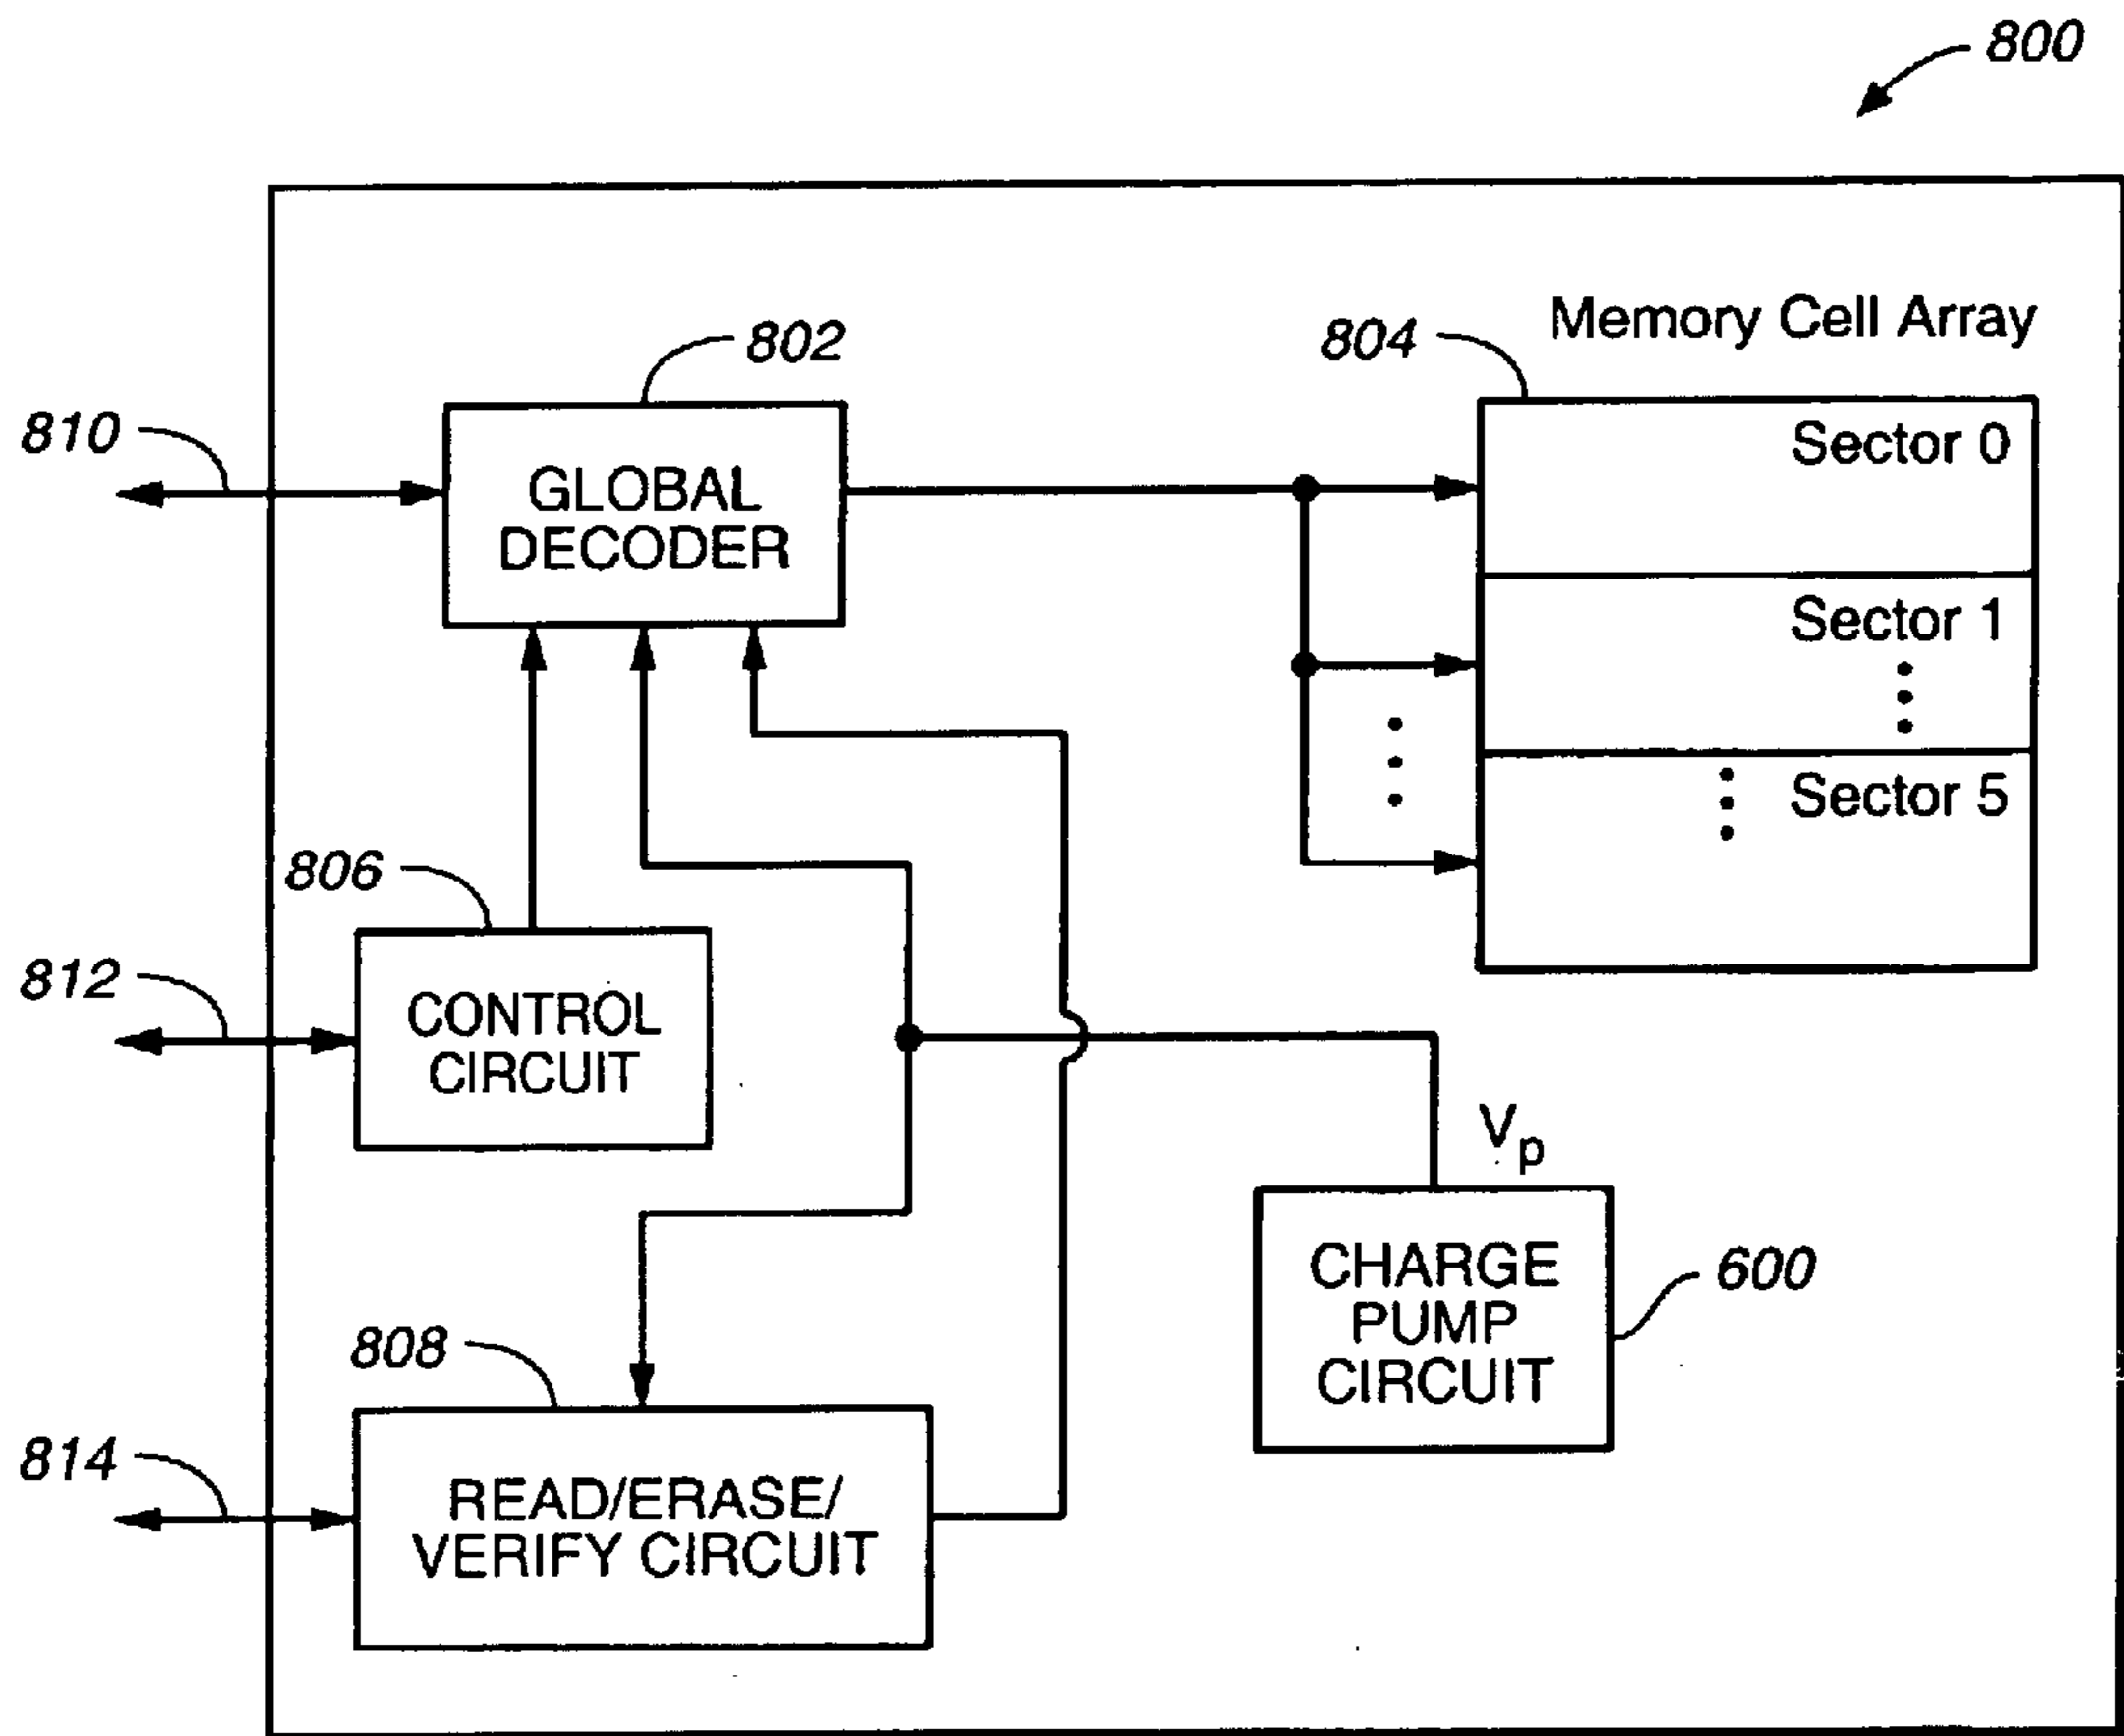 800
Memory Cell Array
802
804
810
Sector 0
GLOBAL
DECODER
Sector 1
Sector 5
806
812
CONTROL
CIRCUIT
Vp
CHARGE
PUMP
CIRCUIT
600
808
814
READ/ERASE/
VERIFY CIRCUIT